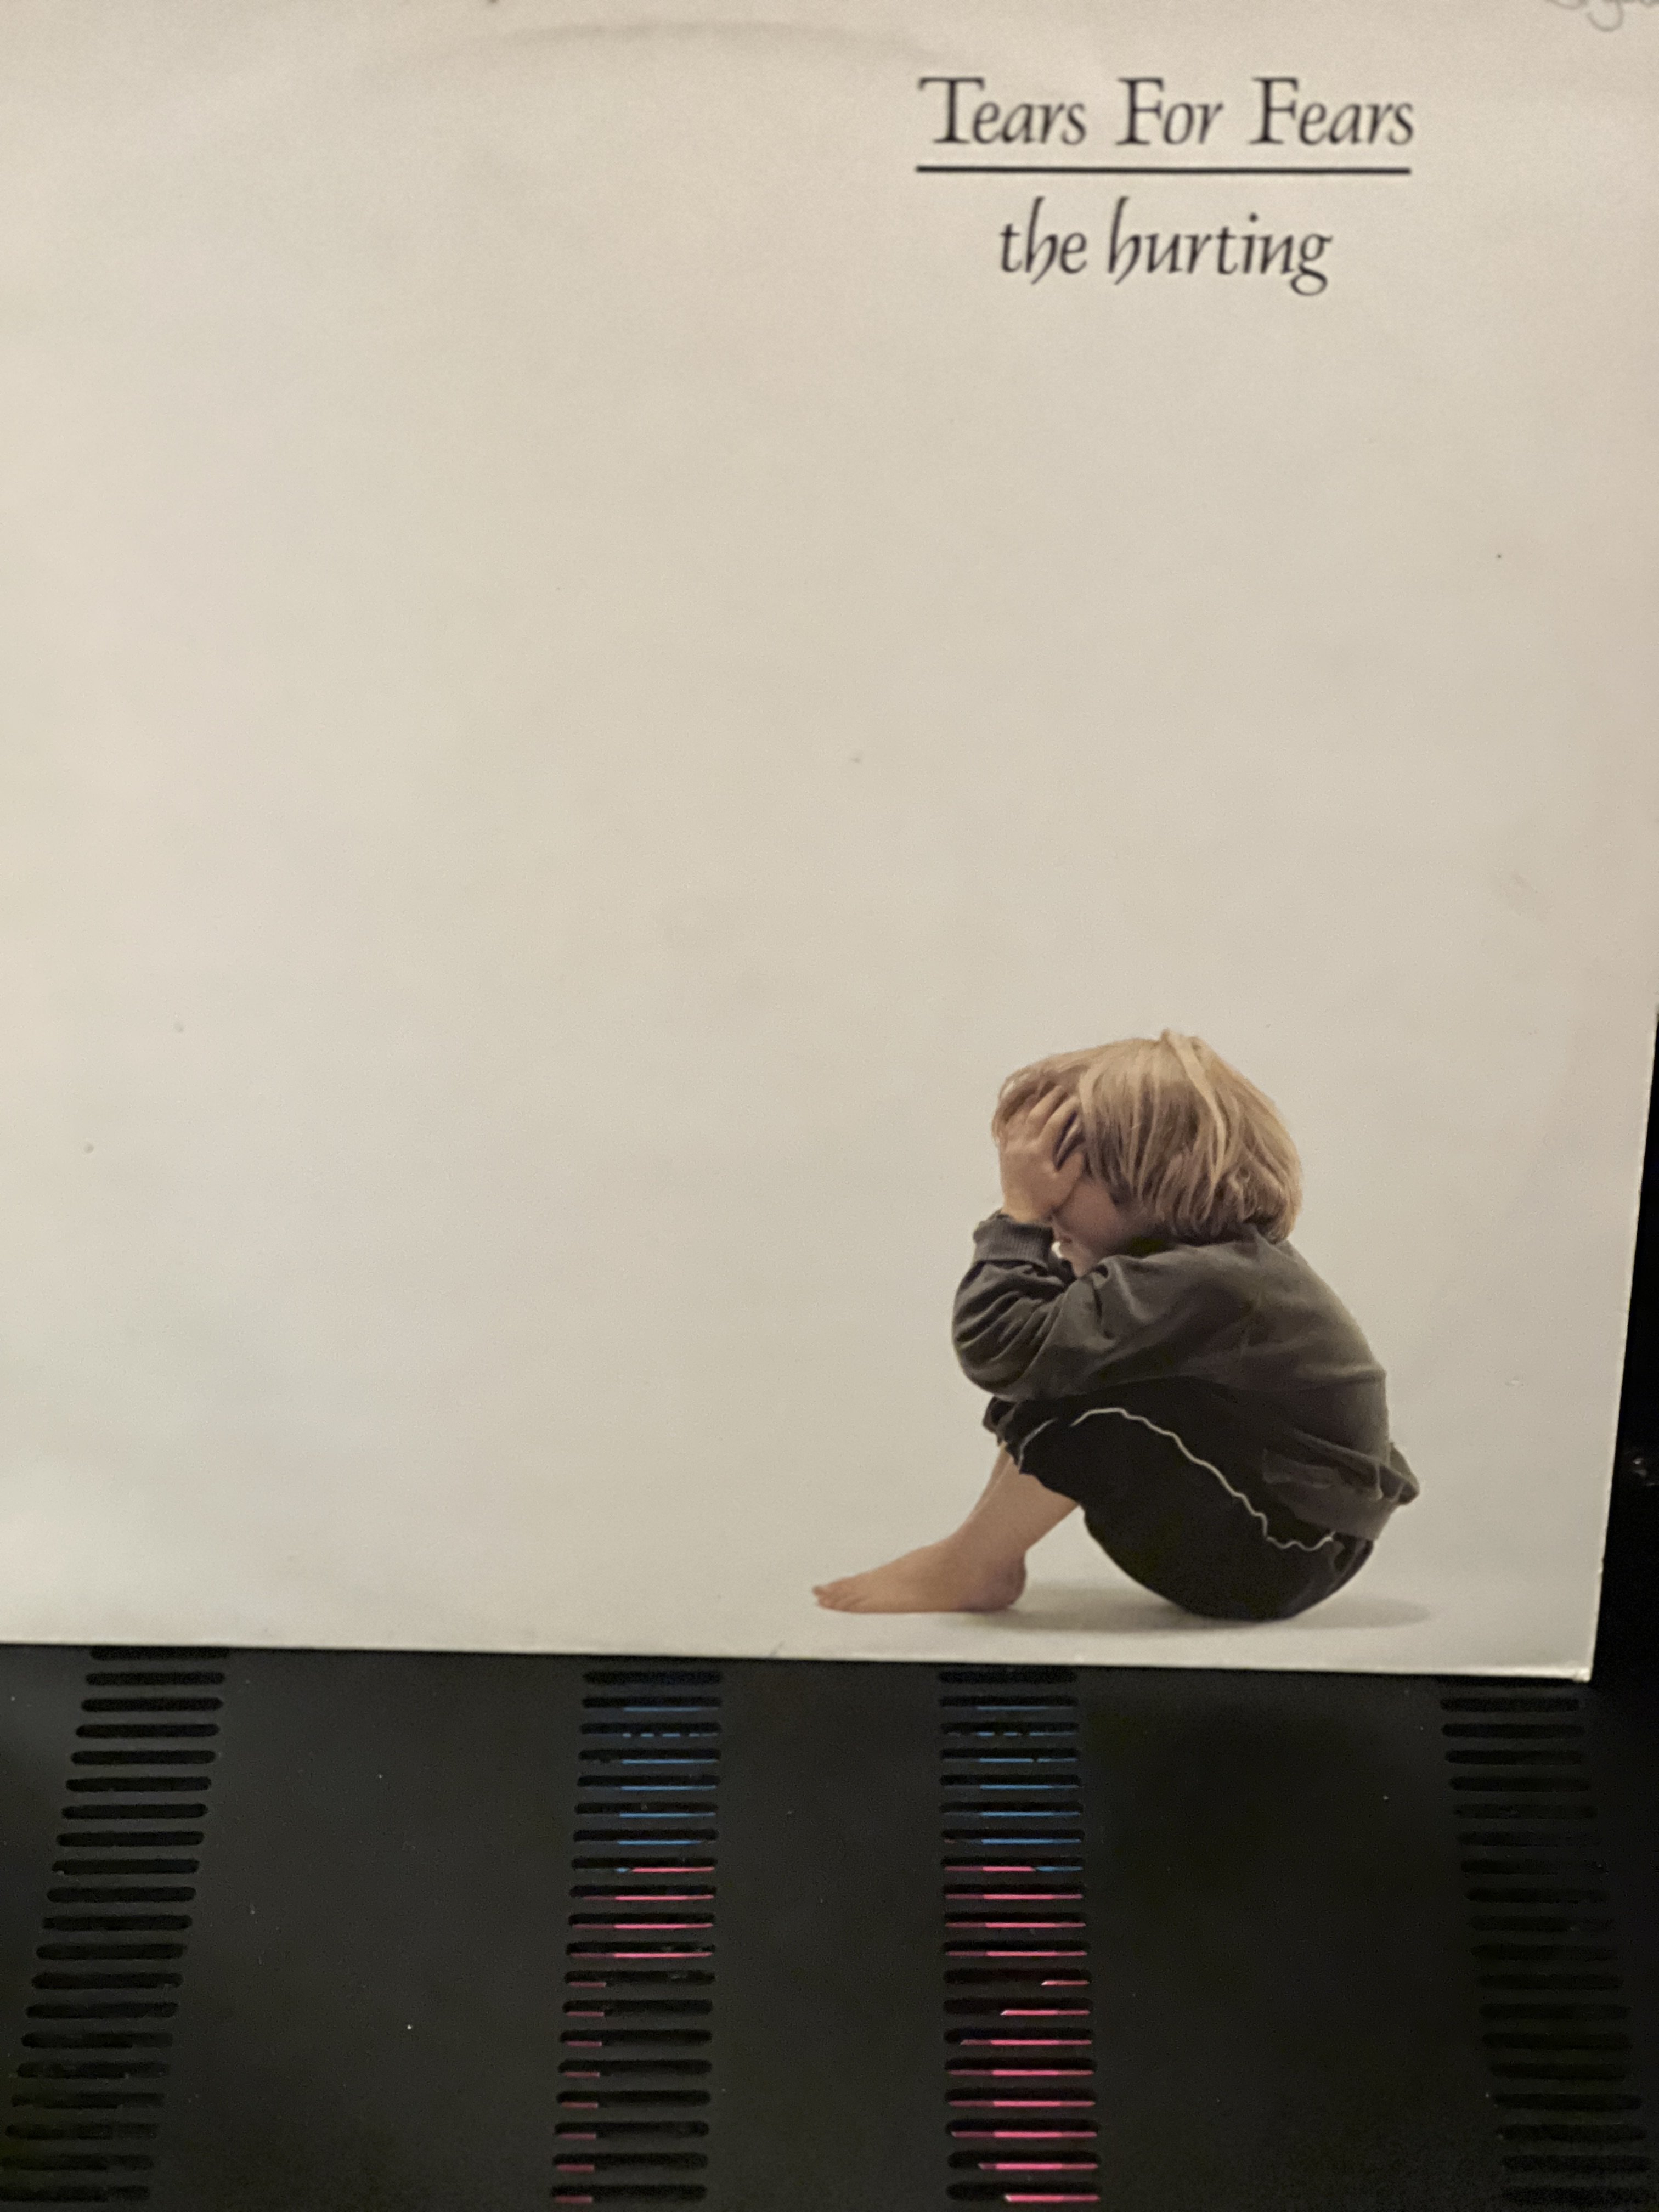 Tears For Fears
the hurting